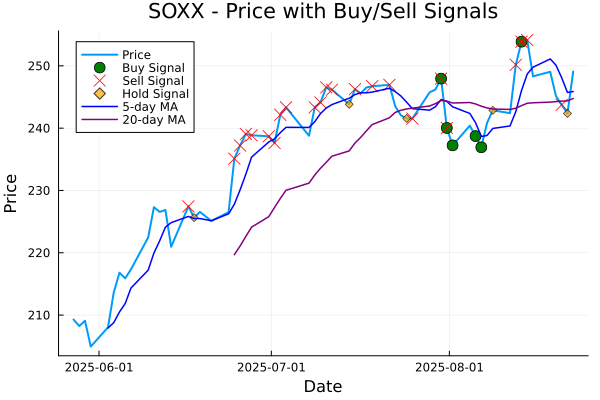 SOXX - Price with Buy/Sell Signals
Price
Buy Signal
Sell Signal
Hold Signal
5-day MA
20-day MA
250
240
230
220
210
Price
2025-06-01
2025-07-01
2025-08-01
Date